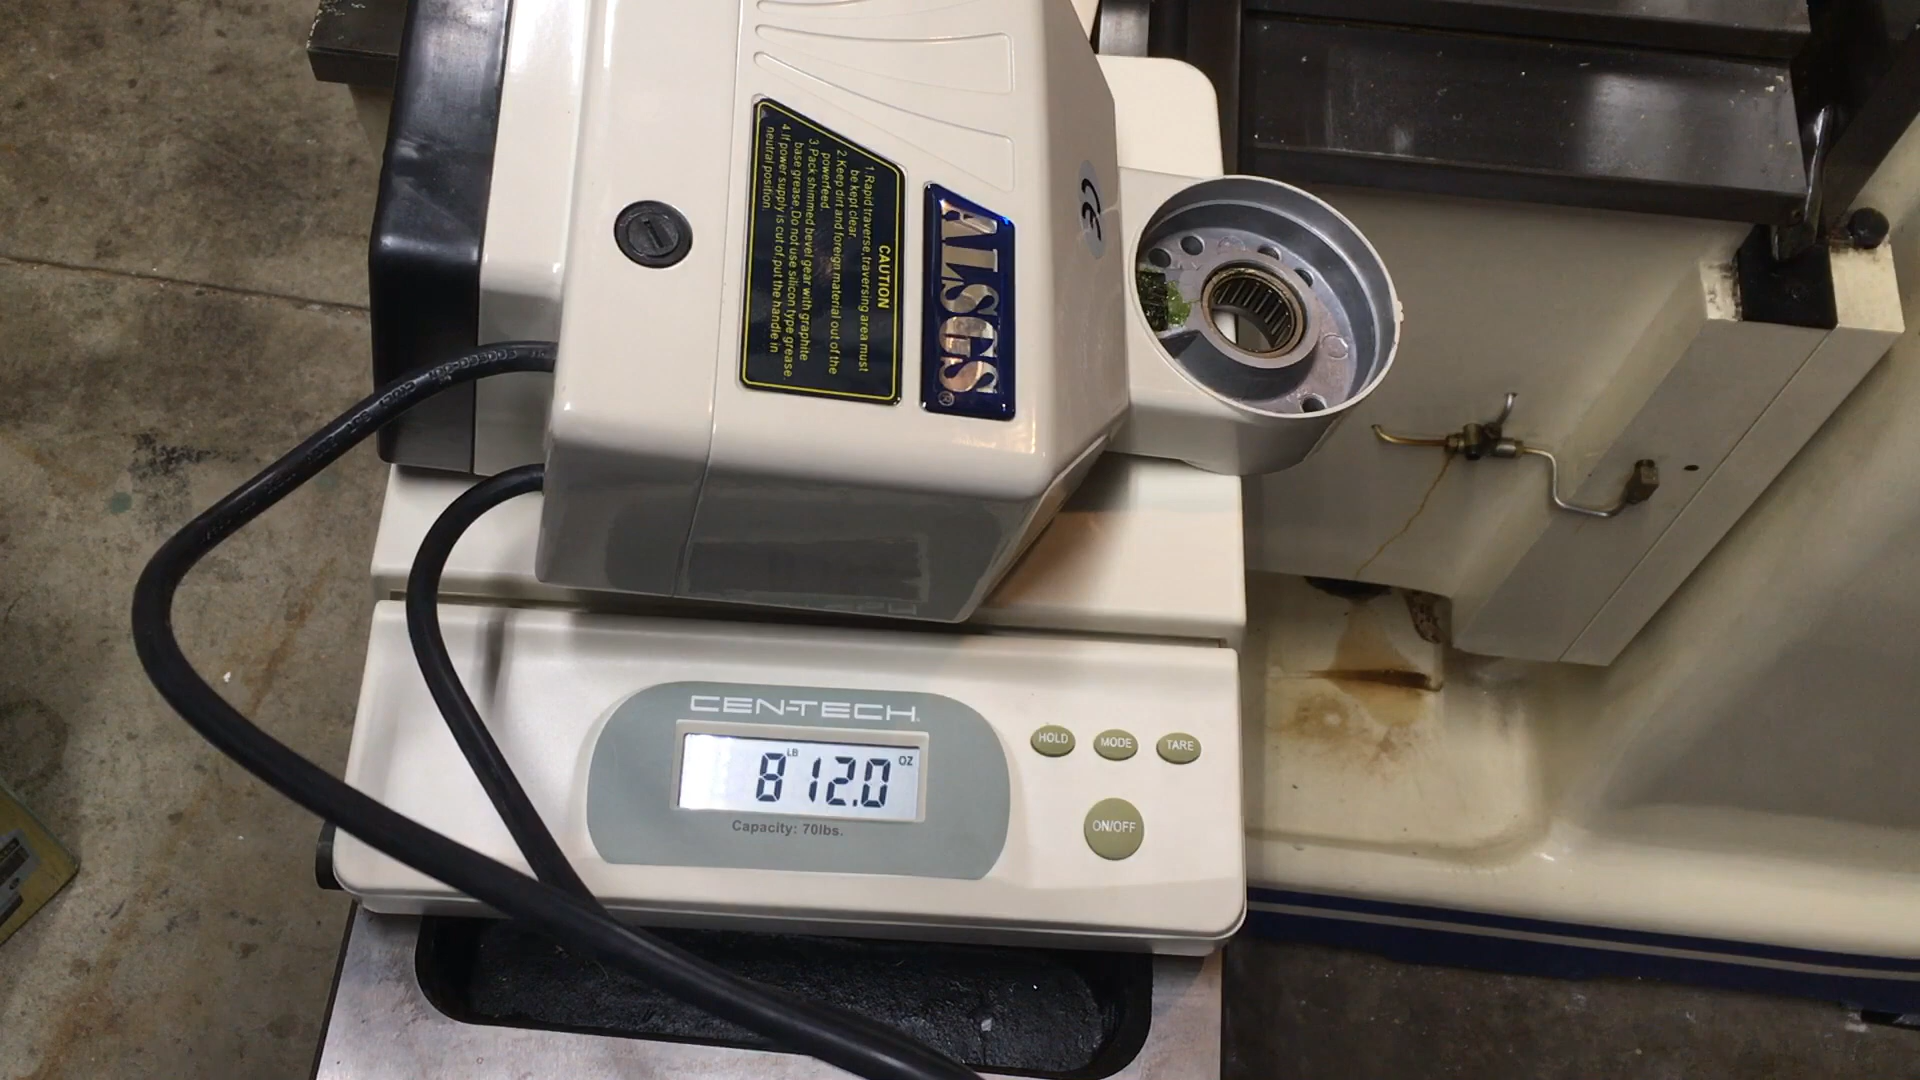 CAUTION
1.Rapid traverse,traversing area must
be kept clear.
2.Keep dirt and foreign material out of the
powerfeed.
3.Pack shimmed bevel gear with graphite
base grease.Do not use silicon type grease.
4.If power supply is cut of,put the handle in
neutral position.
ALSGS®
CE
CEN-TECH
8 LB 12.0 OZ
Capacity: 70lbs.
HOLD
MODE
TARE
ON/OFF